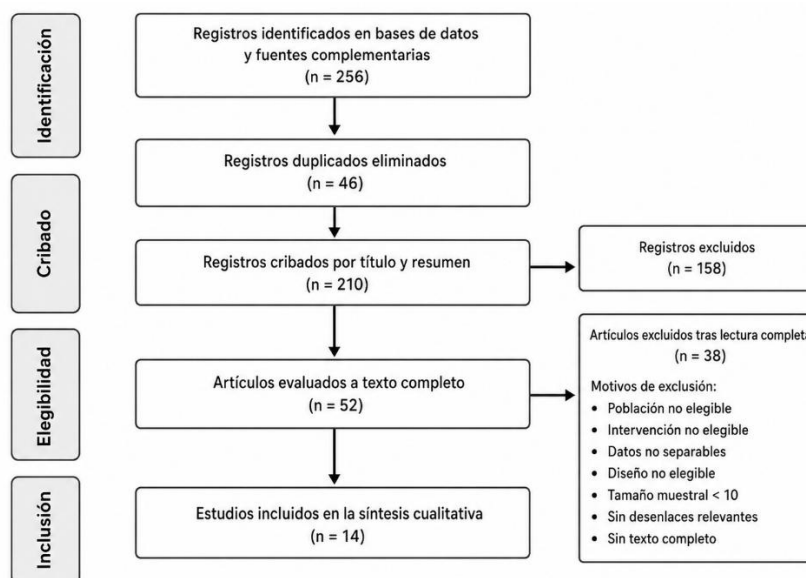 Identificación
Registros identificados en bases de datos
y fuentes complementarias
(n = 256)
Registros duplicados eliminados
(n = 46)
Cribado
Registros cribados por título y resumen
(n = 210)
Registros excluidos
(n = 158)
Elegibilidad
Artículos evaluados a texto completo
(n = 52)
Artículos excluidos tras lectura complet
(n = 38)
Motivos de exclusión:
• Población no elegible
• Intervención no elegible
• Datos no separables
• Diseño no elegible
• Tamaño muestral < 10
• Sin desenlaces relevantes
• Sin texto completo
Inclusión
Estudios incluidos en la síntesis cualitativa
(n = 14)